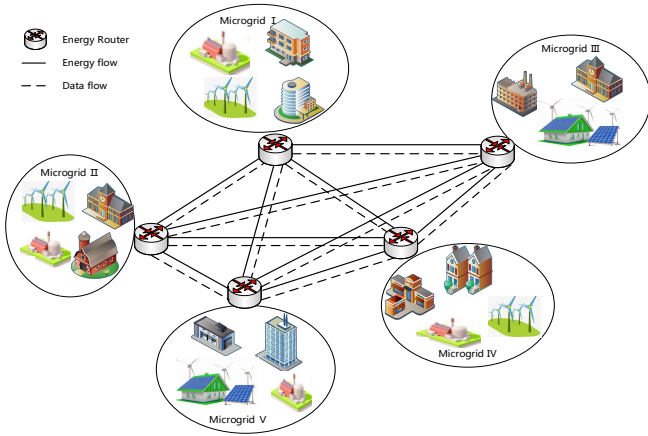 Microgrid Ⅰ
Energy Router
Energy flow
Data flow
Microgrid Ⅲ
Microgrid Ⅱ
Microgrid Ⅳ
Microgrid Ⅴ